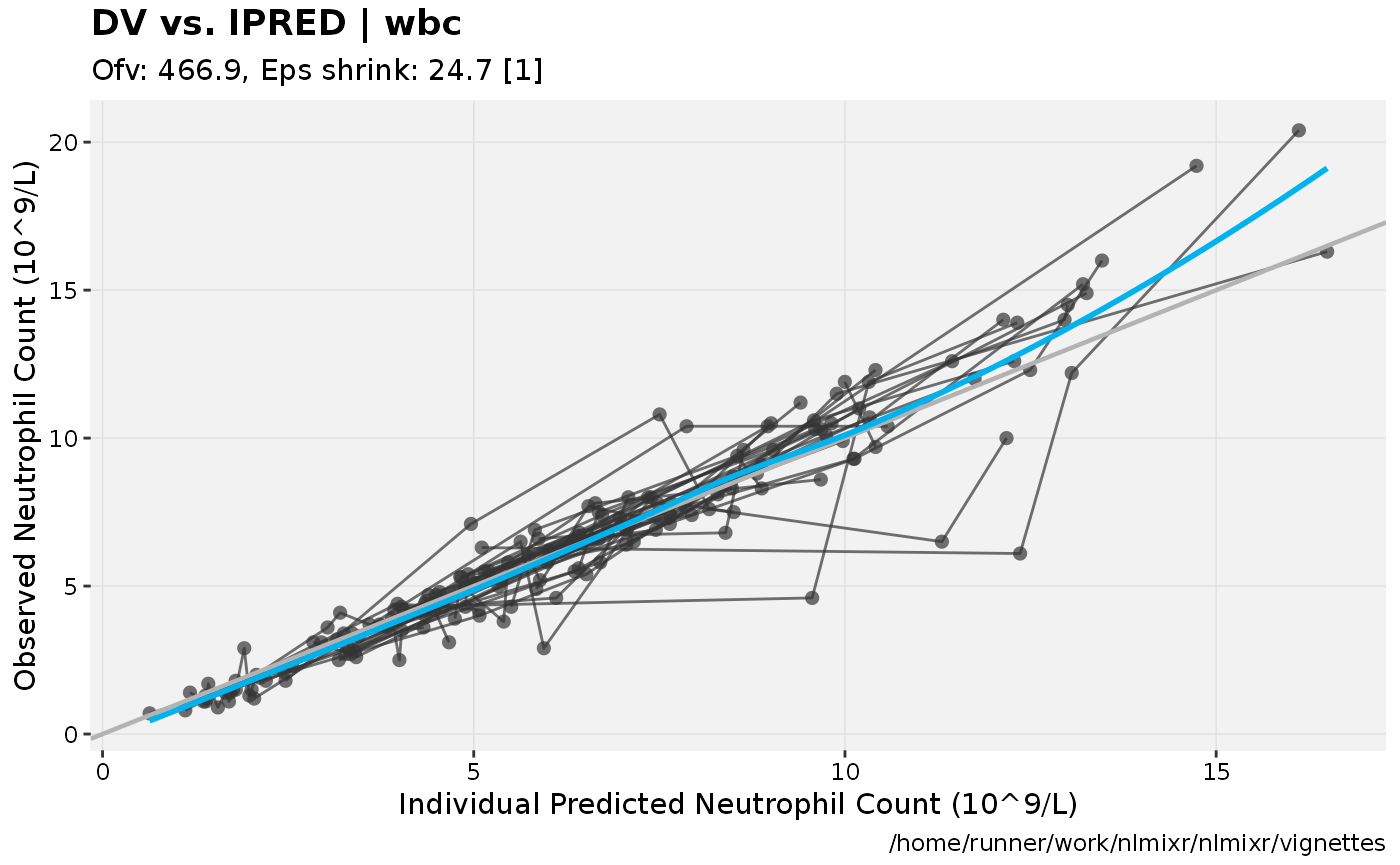 DV vs. IPRED | wbc
Ofv: 466.9, Eps shrink: 24.7 [1]
Observed Neutrophil Count (10^9/L)
20
15
10
5
0
0 5 10 15
Individual Predicted Neutrophil Count (10^9/L)
/home/runner/work/nlmixr/nlmixr/vignettes